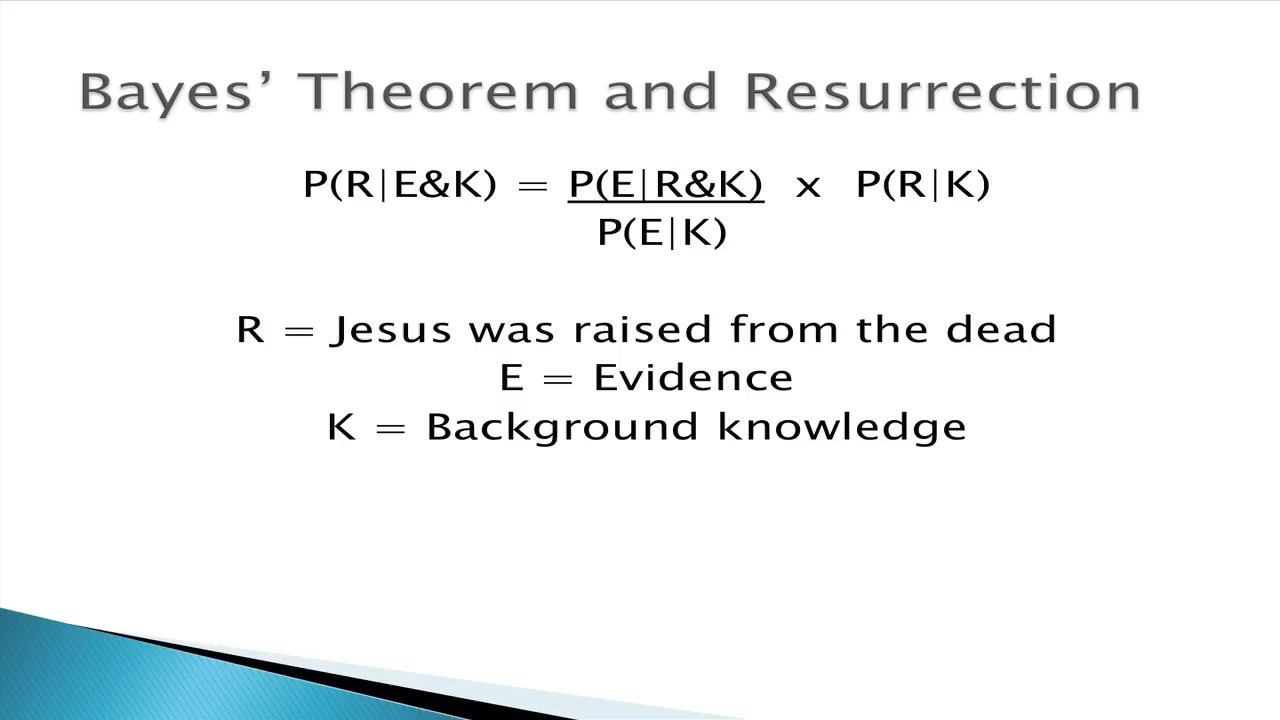 Bayes’ Theorem and Resurrection
P(R|E&K) = P(E|R&K) x P(R|K)
P(E|K)
R = Jesus was raised from the dead
E = Evidence
K = Background knowledge